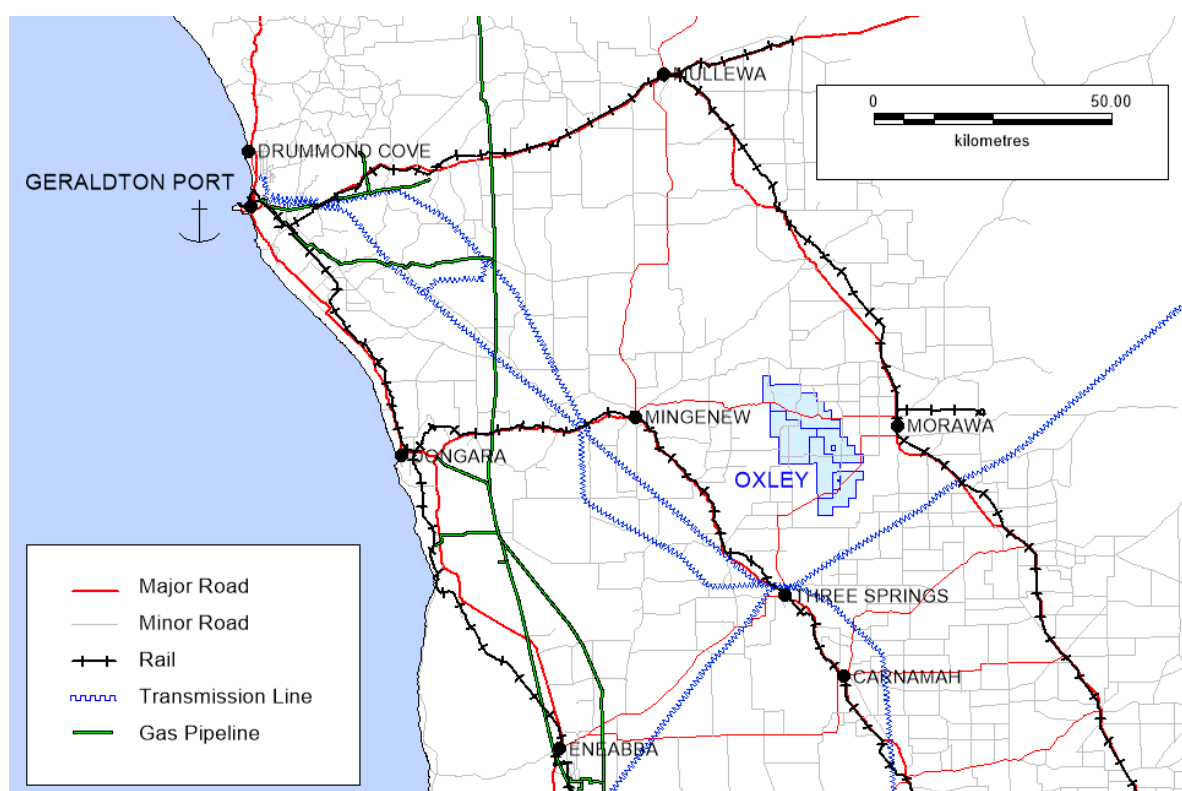 MULLEWA
0 50.00
kilometres
DRUMMOND COVE
GERALDTON PORT
MINGENEW
MORAWA
DONGARA
OXLEY
THREE SPRINGS
CARNAMAH
ENEABBA
Major Road
Minor Road
Rail
Transmission Line
Gas Pipeline